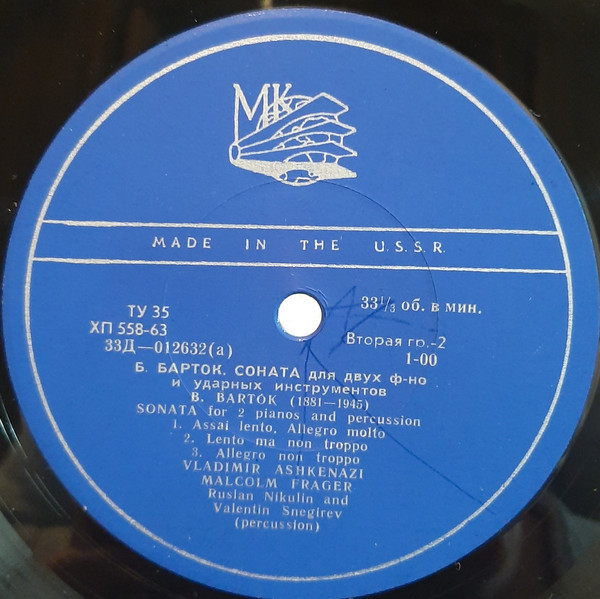 МК
MADE IN THE U.S.S.R.
ТУ 35
ХП 558-63
33Д—012632(а)
33⅓ об. в мин.
Вторая гр.-2
1-00
Б. БАРТОК. СОНАТА для двух ф-но
и ударных инструментов
B. BARTÓK (1881—1945)
SONATA for 2 pianos and percussion
1. Assai lento, Allegro molto
2. Lento ma non troppo
3. Allegro non troppo
VLADIMIR ASHKENAZI
MALCOLM FRAGER
Ruslan Nikulin and
Valentin Snegirev
(percussion)